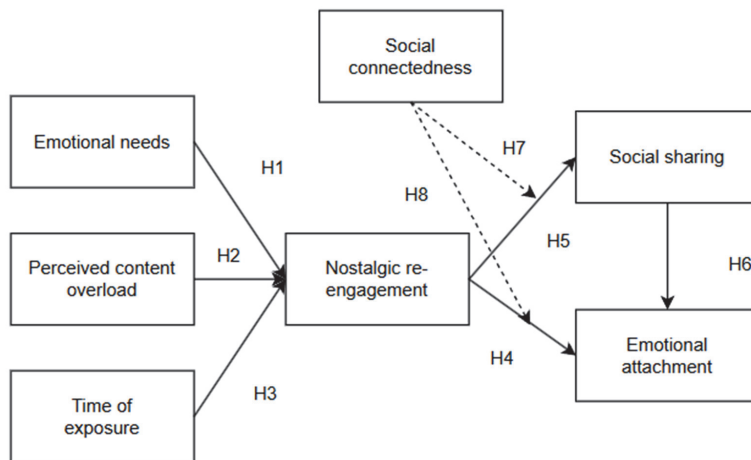 Social
connectedness
Emotional needs
H1
H7
Social sharing
H8
H5
Perceived content
overload
H2
Nostalgic re-
engagement
H6
H4
Emotional
attachment
H3
Time of
exposure